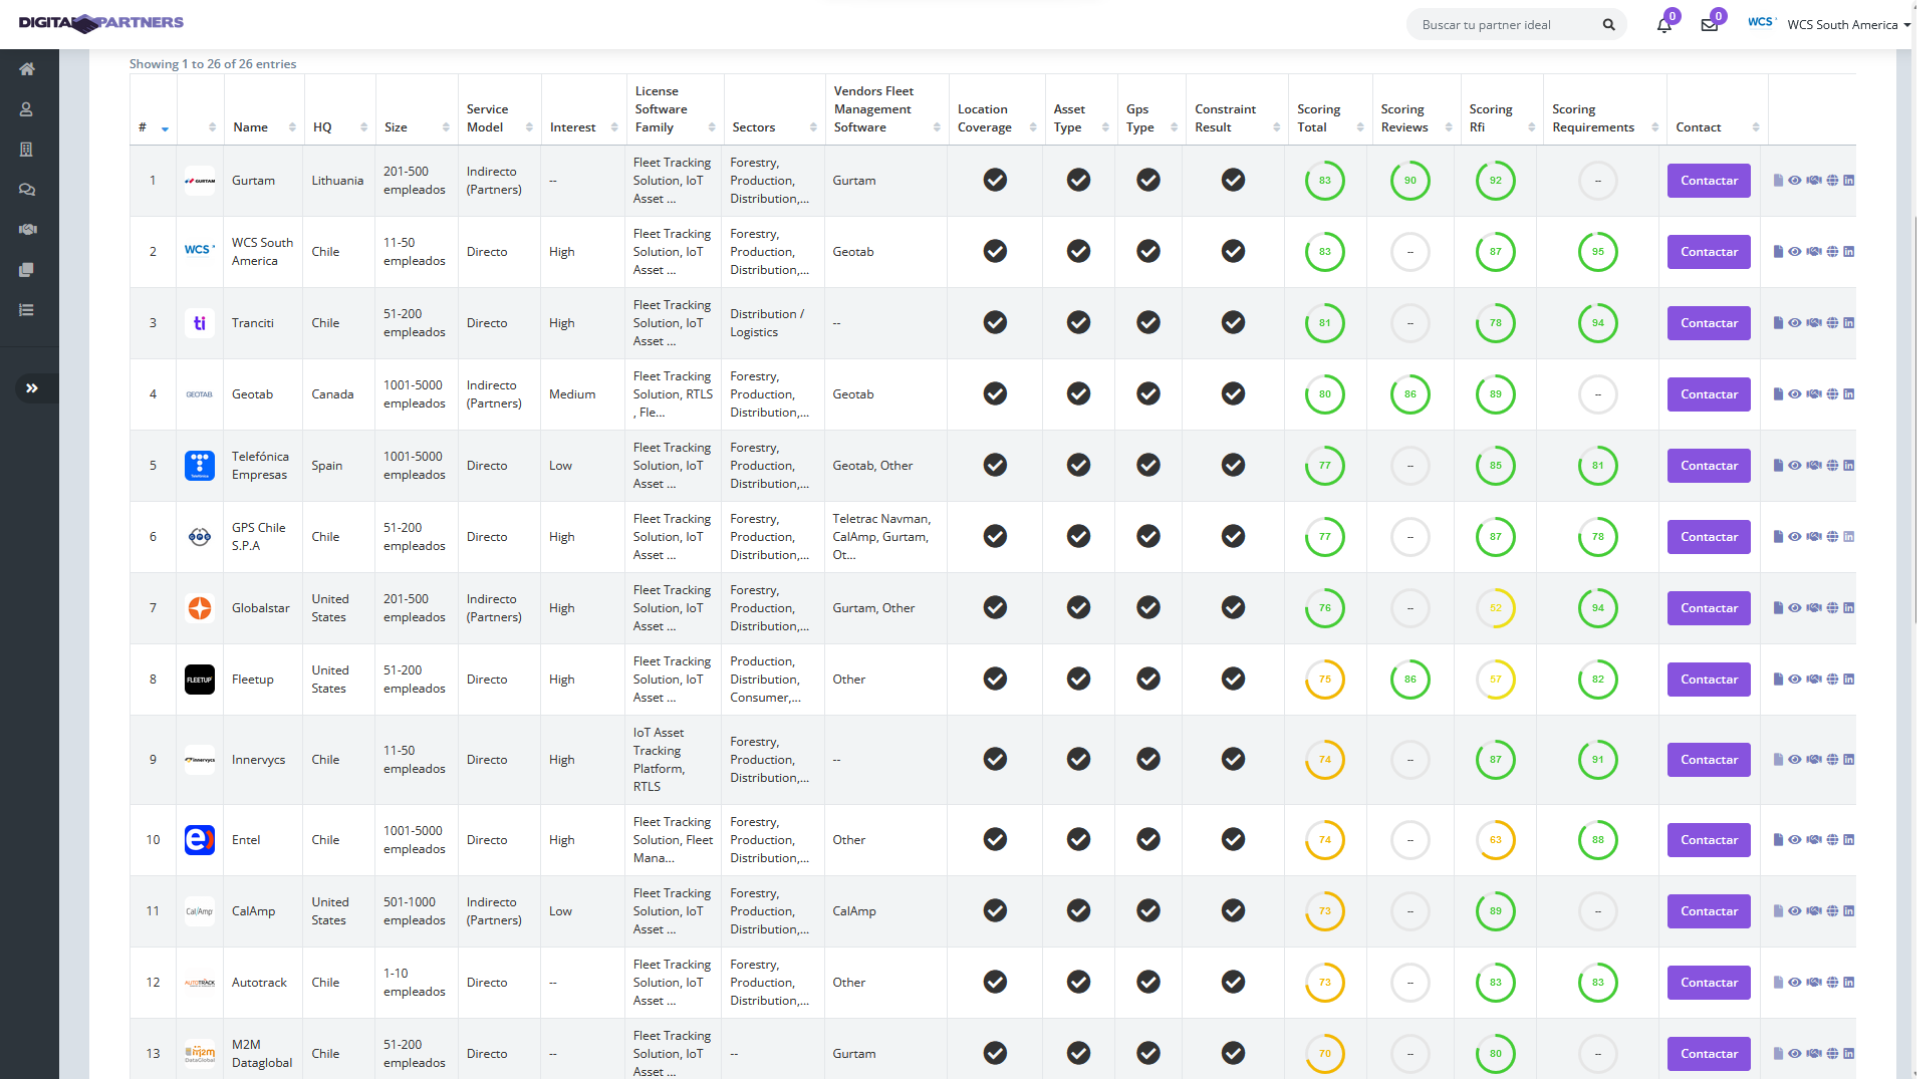 DIGITAL PARTNERS
Buscar tu partner ideal
0
0
WCS
WCS South America
Showing 1 to 26 of 26 entries
#
Name
HQ
Size
Service
Model
Interest
License
Software
Family
Sectors
Vendors Fleet
Management
Software
Location
Coverage
Asset
Type
Gps
Type
Constraint
Result
Scoring
Total
Scoring
Reviews
Scoring
Rfi
Scoring
Requirements
Contact
1
GURTAM
Gurtam
Lithuania
201-500
empleados
Indirecto
(Partners)
--
Fleet Tracking
Solution, IoT
Asset ...
Forestry,
Production,
Distribution,...
Gurtam
83
90
92
--
Contactar
2
WCS
WCS South
America
Chile
11-50
empleados
Directo
High
Fleet Tracking
Solution, IoT
Asset ...
Forestry,
Production,
Distribution,...
Geotab
83
--
87
95
Contactar
3
ti
Tranciti
Chile
51-200
empleados
Directo
High
Fleet Tracking
Solution, IoT
Asset ...
Distribution /
Logistics
--
81
--
78
94
Contactar
4
GEOTAB
Geotab
Canada
1001-5000
empleados
Indirecto
(Partners)
Medium
Fleet Tracking
Solution, RTLS
, Fle...
Forestry,
Production,
Distribution,...
Geotab
80
86
89
--
Contactar
5
Telefónica
Empresas
Spain
1001-5000
empleados
Directo
Low
Fleet Tracking
Solution, IoT
Asset ...
Forestry,
Production,
Distribution,...
Geotab, Other
77
--
85
81
Contactar
6
GPS
GPS Chile
S.P.A
Chile
51-200
empleados
Directo
High
Fleet Tracking
Solution, IoT
Asset ...
Forestry,
Production,
Distribution,...
Teletrac Navman,
CalAmp, Gurtam,
Ot...
77
--
87
78
Contactar
7
Globalstar
United
States
201-500
empleados
Indirecto
(Partners)
High
Fleet Tracking
Solution, IoT
Asset ...
Forestry,
Production,
Distribution,...
Gurtam, Other
76
--
52
94
Contactar
8
FLEETUP
Fleetup
United
States
51-200
empleados
Directo
High
Fleet Tracking
Solution, IoT
Asset ...
Production,
Distribution,
Consumer,...
Other
75
86
57
82
Contactar
9
innervycs
Innervycs
Chile
11-50
empleados
Directo
High
IoT Asset
Tracking
Platform,
RTLS
Forestry,
Production,
Distribution,...
--
74
--
87
91
Contactar
10
e)
Entel
Chile
1001-5000
empleados
Directo
High
Fleet Tracking
Solution, Fleet
Mana...
Forestry,
Production,
Distribution,...
Other
74
--
63
88
Contactar
11
CalAmp
CalAmp
United
States
501-1000
empleados
Indirecto
(Partners)
Low
Fleet Tracking
Solution, IoT
Asset ...
Forestry,
Production,
Distribution,...
CalAmp
73
--
89
--
Contactar
12
AUTOTRACK
Autotrack
Chile
1-10
empleados
Directo
--
Fleet Tracking
Solution, IoT
Asset ...
Forestry,
Production,
Distribution,...
Other
73
--
83
83
Contactar
13
m2m
DataGlobal
M2M
Dataglobal
Chile
51-200
empleados
Directo
--
Fleet Tracking
Solution, IoT
Asset ...
--
Gurtam
70
--
80
--
Contactar